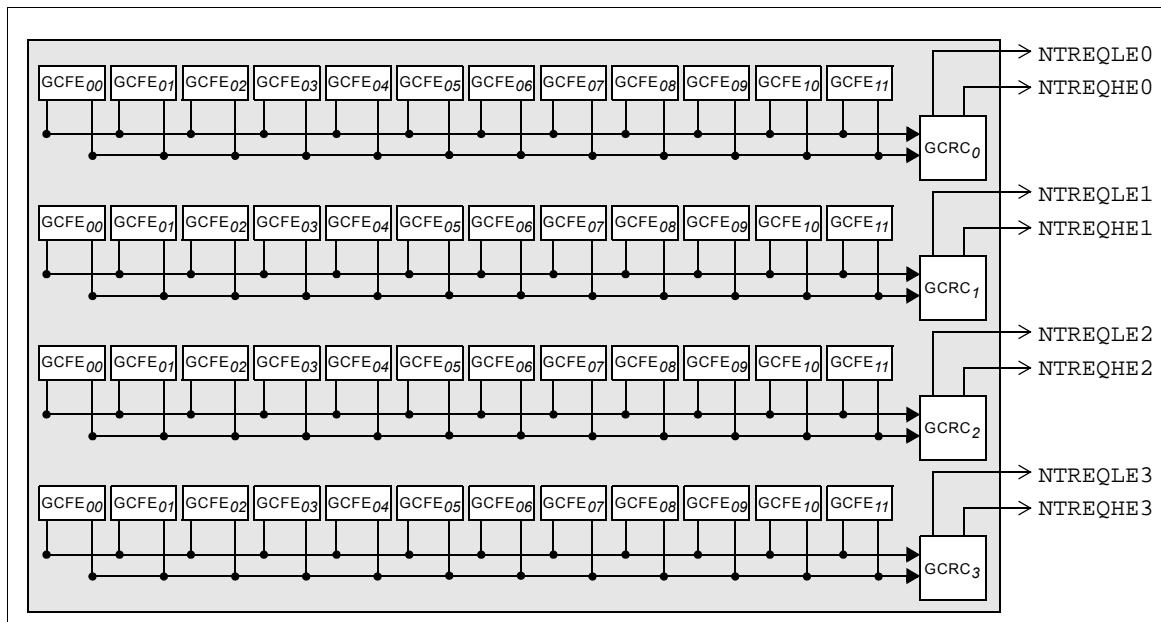 NTREQLE0
GCFE00 GCFE01 GCFE02 GCFE03 GCFE04 GCFE05 GCFE06 GCFE07 GCFE08 GCFE09 GCFE10 GCFE11
NTREQHE0
GCRC0
NTREQLE1
GCFE00 GCFE01 GCFE02 GCFE03 GCFE04 GCFE05 GCFE06 GCFE07 GCFE08 GCFE09 GCFE10 GCFE11
NTREQHE1
GCRC1
NTREQLE2
GCFE00 GCFE01 GCFE02 GCFE03 GCFE04 GCFE05 GCFE06 GCFE07 GCFE08 GCFE09 GCFE10 GCFE11
NTREQHE2
GCRC2
NTREQLE3
GCFE00 GCFE01 GCFE02 GCFE03 GCFE04 GCFE05 GCFE06 GCFE07 GCFE08 GCFE09 GCFE10 GCFE11
NTREQHE3
GCRC3